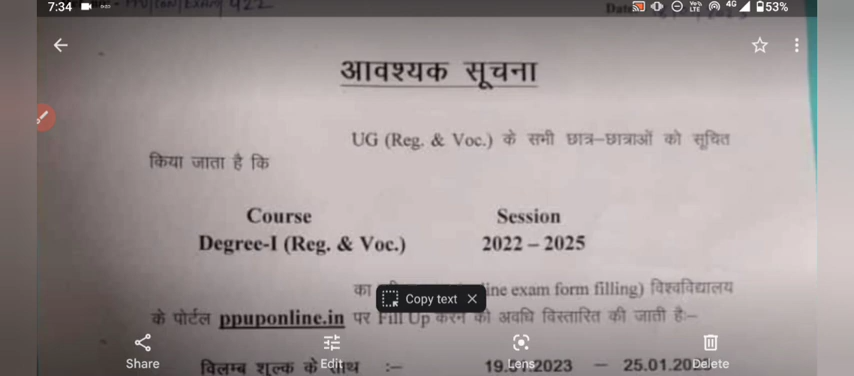 7:34 VoLTE 4G 53%
आवश्यक सूचना
UG (Reg. & Voc.) के सभी छात्र-छात्राओं को सूचित
किया जाता है कि
Course Session
Degree-I (Reg. & Voc.) 2022 – 2025
का ine exam form filling) विश्वविद्यालय
Copy text
के पोर्टल ppuponline.in पर Fill Up करने की अवधि विस्तारित की जाती है:–
विलम्ब शुल्क के साथ :– 2023 – 25.01.
Share Edit Lens Delete